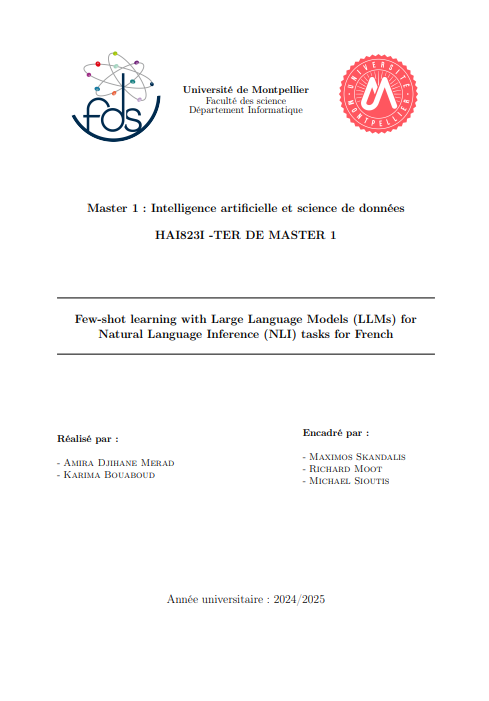 fds
Université de Montpellier
Faculté des science
Département Informatique
UNIVERSITÉ · MONTPELLIER ·
Master 1 : Intelligence artificielle et science de données
HAI823I -TER DE MASTER 1
Few-shot learning with Large Language Models (LLMs) for
Natural Language Inference (NLI) tasks for French
Réalisé par :
- Amira Djihane Merad
- Karima Bouaboud
Encadré par :
- Maximos Skandalis
- Richard Moot
- Michael Sioutis
Année universitaire : 2024/2025